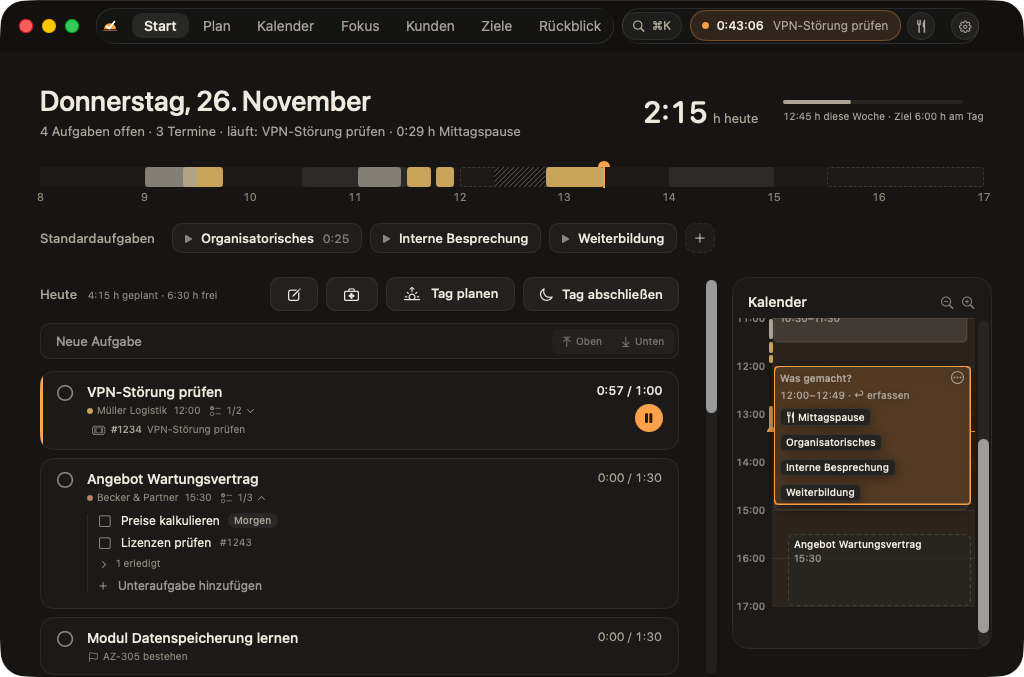 Start Plan Kalender Fokus Kunden Ziele Rückblick ⌘K 0:43:06 VPN-Störung prüfen
Donnerstag, 26. November
4 Aufgaben offen · 3 Termine · läuft: VPN-Störung prüfen · 0:29 h Mittagspause
2:15 h heute
12:45 h diese Woche · Ziel 6:00 h am Tag
8 9 10 11 12 13 14 15 16 17
Standardaufgaben
Organisatorisches 0:25
Interne Besprechung
Weiterbildung
+
Heute 4:15 h geplant · 6:30 h frei
Tag planen
Tag abschließen
Neue Aufgabe
Oben
Unten
VPN-Störung prüfen
0:57 / 1:00
Müller Logistik 12:00 1/2
#1234 VPN-Störung prüfen
Angebot Wartungsvertrag
0:00 / 1:30
Becker & Partner 15:30 1/3
Preise kalkulieren Morgen
Lizenzen prüfen #1243
1 erledigt
+ Unteraufgabe hinzufügen
Modul Datenspeicherung lernen
0:00 / 1:30
AZ-305 bestehen
Kalender
11:00
10:30–11:30
12:00
13:00
14:00
15:00
16:00
17:00
Was gemacht?
12:00–12:49 · ↩ erfassen
Mittagspause
Organisatorisches
Interne Besprechung
Weiterbildung
Angebot Wartungsvertrag
15:30